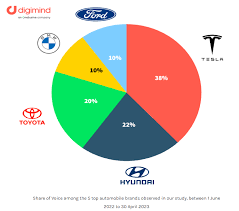 digimind
Ford
BMW
TESLA
10%
38%
10%
20%
22%
TOYOTA
HYUNDAI
Share of Voice among the 5 top automobile brands observed in our study, between 1 June
2022 to 30 April 2023